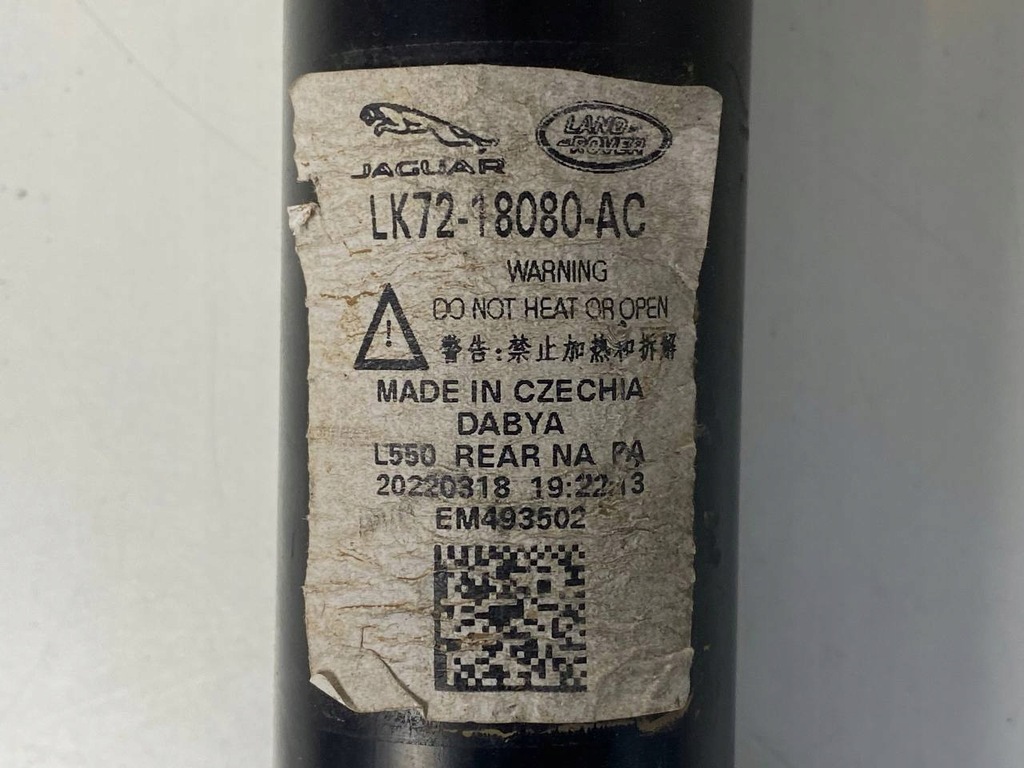 JAGUAR
LAND-
-ROVER
LK72-18080-AC
WARNING
DO NOT HEAT OR OPEN
警告:禁止加热和拆解
MADE IN CZECHIA
DABYA
L550 REAR NA
20220318 19:22:13
EM493502